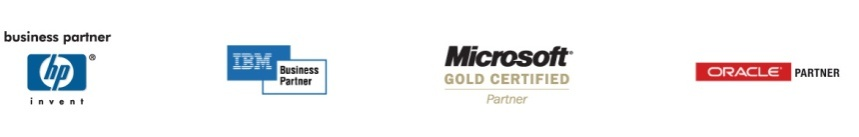 business partner
hp ®
invent
IBM
Business
Partner
Microsoft
GOLD CERTIFIED
Partner
ORACLE PARTNER